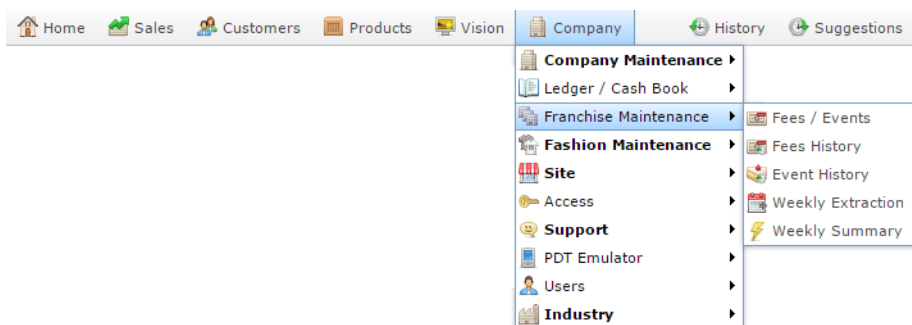 Home Sales Customers Products Vision Company History Suggestions
Company Maintenance
Ledger / Cash Book
Franchise Maintenance
Fashion Maintenance
Site
Access
Support
PDT Emulator
Users
Industry
Fees / Events
Fees History
Event History
Weekly Extraction
Weekly Summary